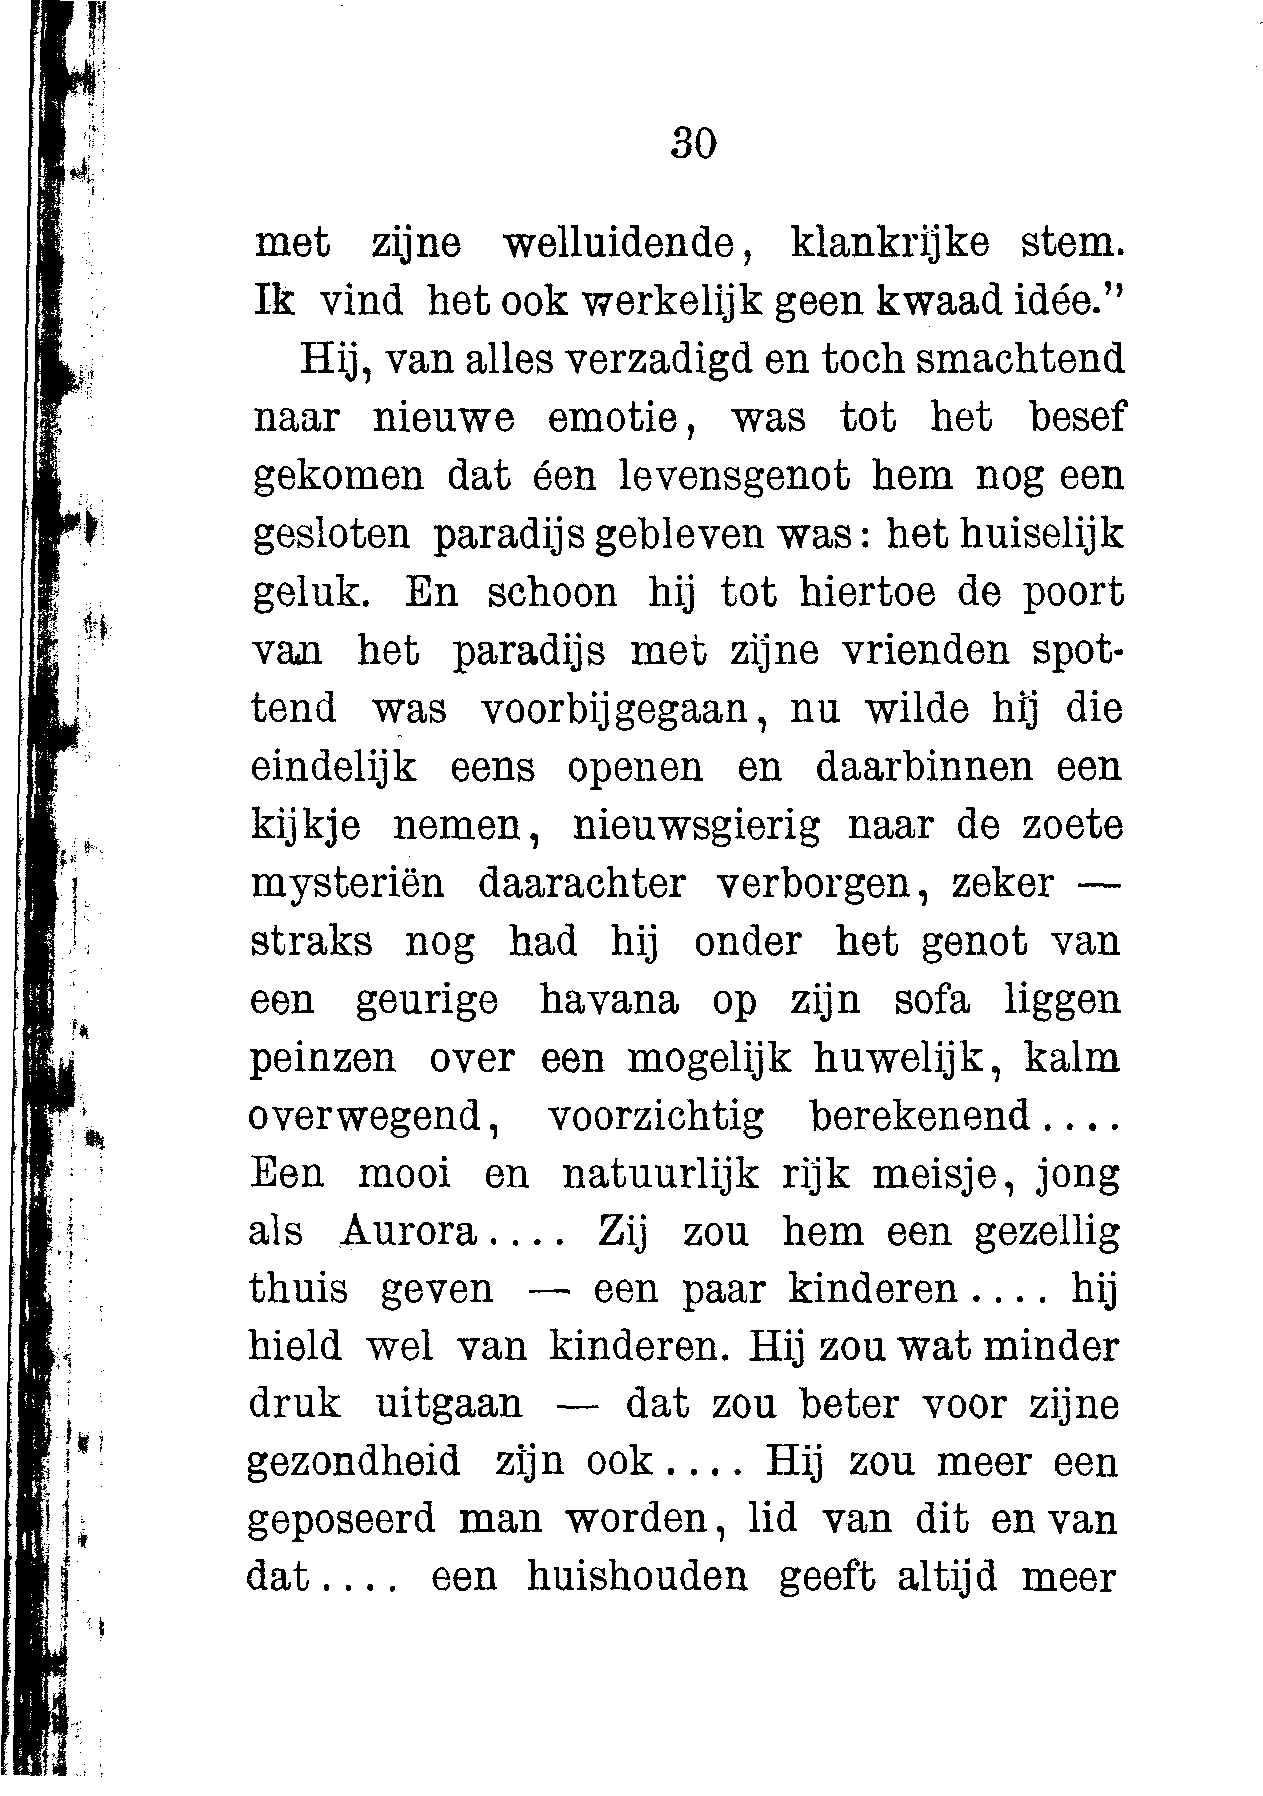 30
met zijne welluidende, klankrijke stem.
Ik vind het ook werkelijk geen kwaad idée."
Hij, van alles verzadigd en toch smachtend
naar nieuwe emotie, was tot het besef
gekomen dat éen levensgenot hem nog een
gesloten paradijs gebleven was: het huiselijk
geluk. En schoon hij tot hiertoe de poort
van het paradijs met zijne vrienden spot-
tend was voorbijgegaan, nu wilde hij die
eindelijk eens openen en daarbinnen een
kijkje nemen, nieuwsgierig naar de zoete
mysteriën daarachter verborgen, zeker —
straks nog had hij onder het genot van
een geurige havana op zijn sofa liggen
peinzen over een mogelijk huwelijk, kalm
overwegend, voorzichtig berekenend....
Een mooi en natuurlijk rijk meisje, jong
als Aurora.... Zij zou hem een gezellig
thuis geven — een paar kinderen.... hij
hield wel van kinderen. Hij zou wat minder
druk uitgaan — dat zou beter voor zijne
gezondheid zijn ook.... Hij zou meer een
geposeerd man worden, lid van dit en van
dat.... een huishouden geeft altijd meer